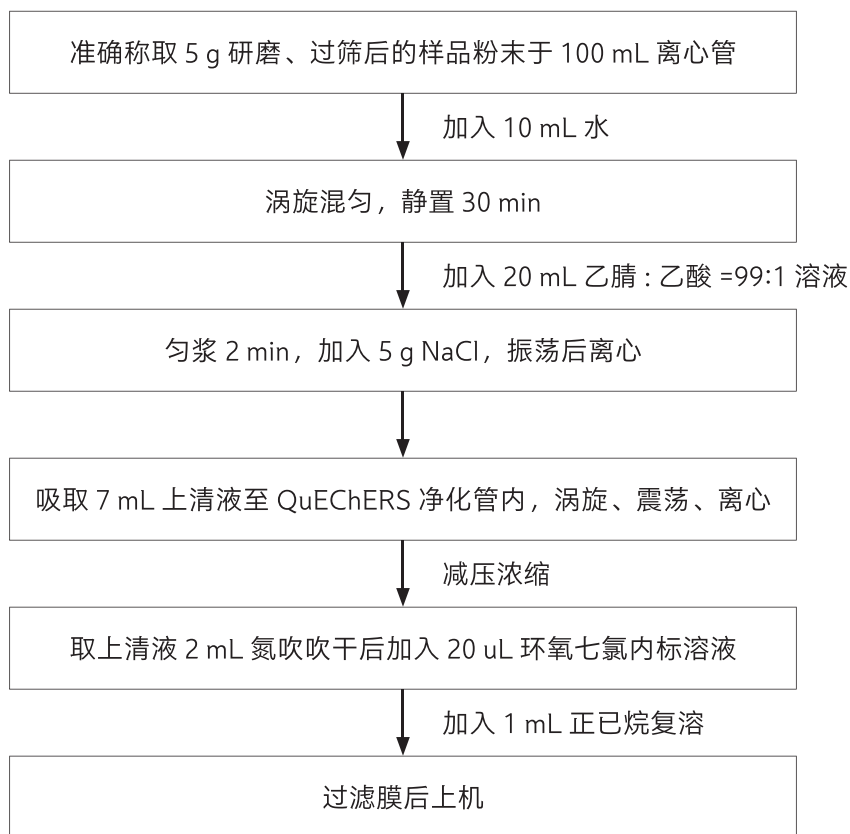 准确称取 5 g 研磨、过筛后的样品粉末于 100 mL 离心管
加入 10 mL 水
涡旋混匀，静置 30 min
加入 20 mL 乙腈 : 乙酸 =99:1 溶液
匀浆 2 min，加入 5 g NaCl，振荡后离心
吸取 7 mL 上清液至 QuEChERS 净化管内，涡旋、震荡、离心
减压浓缩
取上清液 2 mL 氮吹吹干后加入 20 uL 环氧七氯内标溶液
加入 1 mL 正已烷复溶
过滤膜后上机